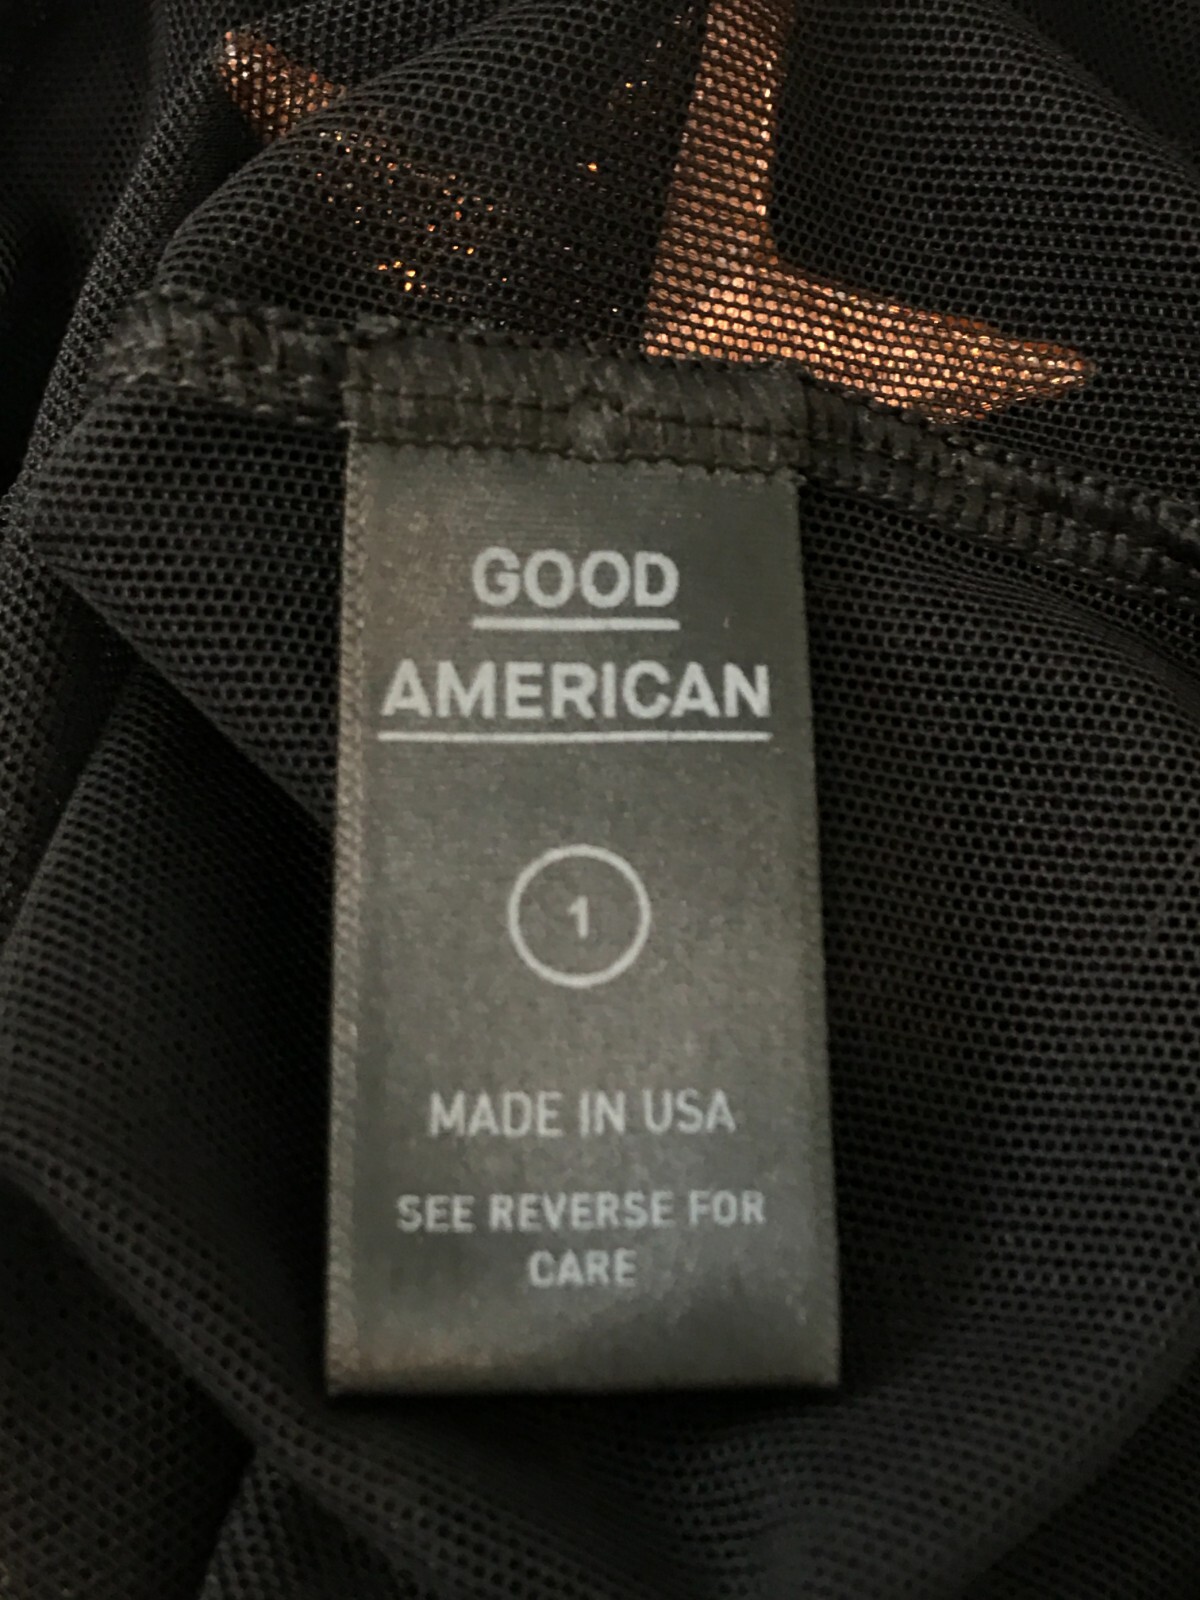 GOOD
AMERICAN
1
MADE IN USA
SEE REVERSE FOR
CARE